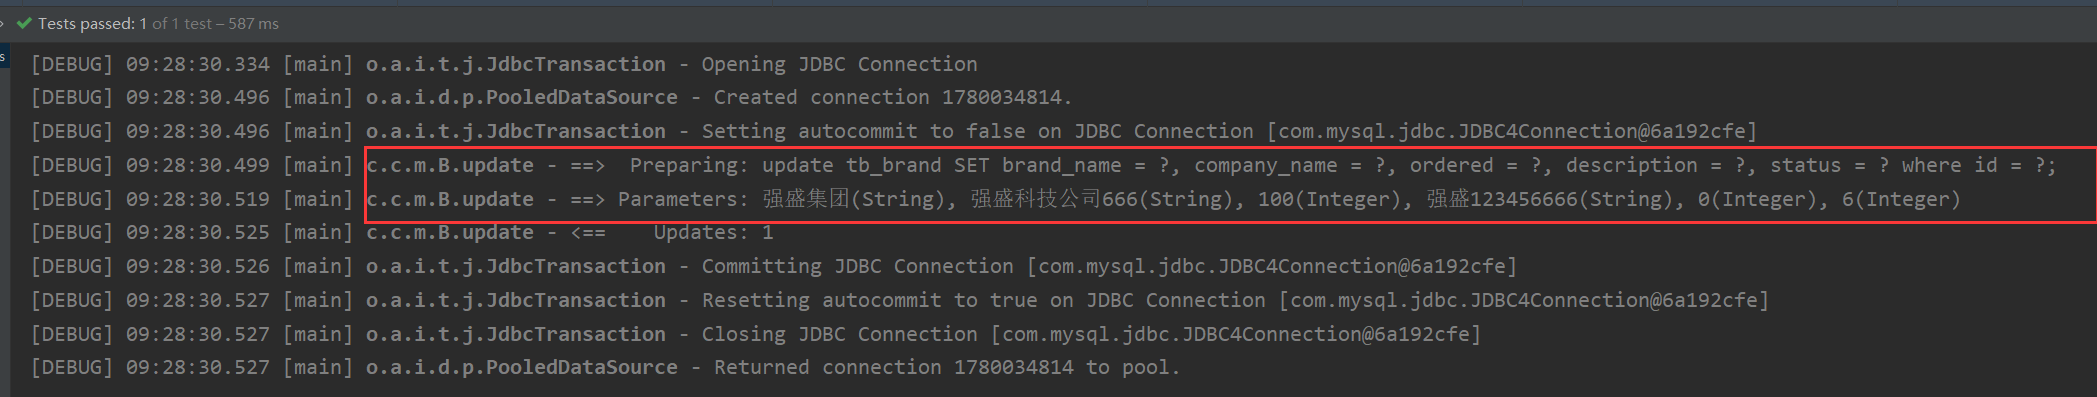 Tests passed: 1 of 1 test – 587 ms
s
[DEBUG] 09:28:30.334 [main] o.a.i.t.j.JdbcTransaction - Opening JDBC Connection
[DEBUG] 09:28:30.496 [main] o.a.i.d.p.PooledDataSource - Created connection 1780034814.
[DEBUG] 09:28:30.496 [main] o.a.i.t.j.JdbcTransaction - Setting autocommit to false on JDBC Connection [com.mysql.jdbc.JDBC4Connection@6a192cfe]
[DEBUG] 09:28:30.499 [main] c.c.m.B.update - ==>  Preparing: update tb_brand SET brand_name = ?, company_name = ?, ordered = ?, description = ?, status = ? where id = ?;
[DEBUG] 09:28:30.519 [main] c.c.m.B.update - ==> Parameters: 强盛集团(String), 强盛科技公司666(String), 100(Integer), 强盛123456666(String), 0(Integer), 6(Integer)
[DEBUG] 09:28:30.525 [main] c.c.m.B.update - <==    Updates: 1
[DEBUG] 09:28:30.526 [main] o.a.i.t.j.JdbcTransaction - Committing JDBC Connection [com.mysql.jdbc.JDBC4Connection@6a192cfe]
[DEBUG] 09:28:30.527 [main] o.a.i.t.j.JdbcTransaction - Resetting autocommit to true on JDBC Connection [com.mysql.jdbc.JDBC4Connection@6a192cfe]
[DEBUG] 09:28:30.527 [main] o.a.i.t.j.JdbcTransaction - Closing JDBC Connection [com.mysql.jdbc.JDBC4Connection@6a192cfe]
[DEBUG] 09:28:30.527 [main] o.a.i.d.p.PooledDataSource - Returned connection 1780034814 to pool.